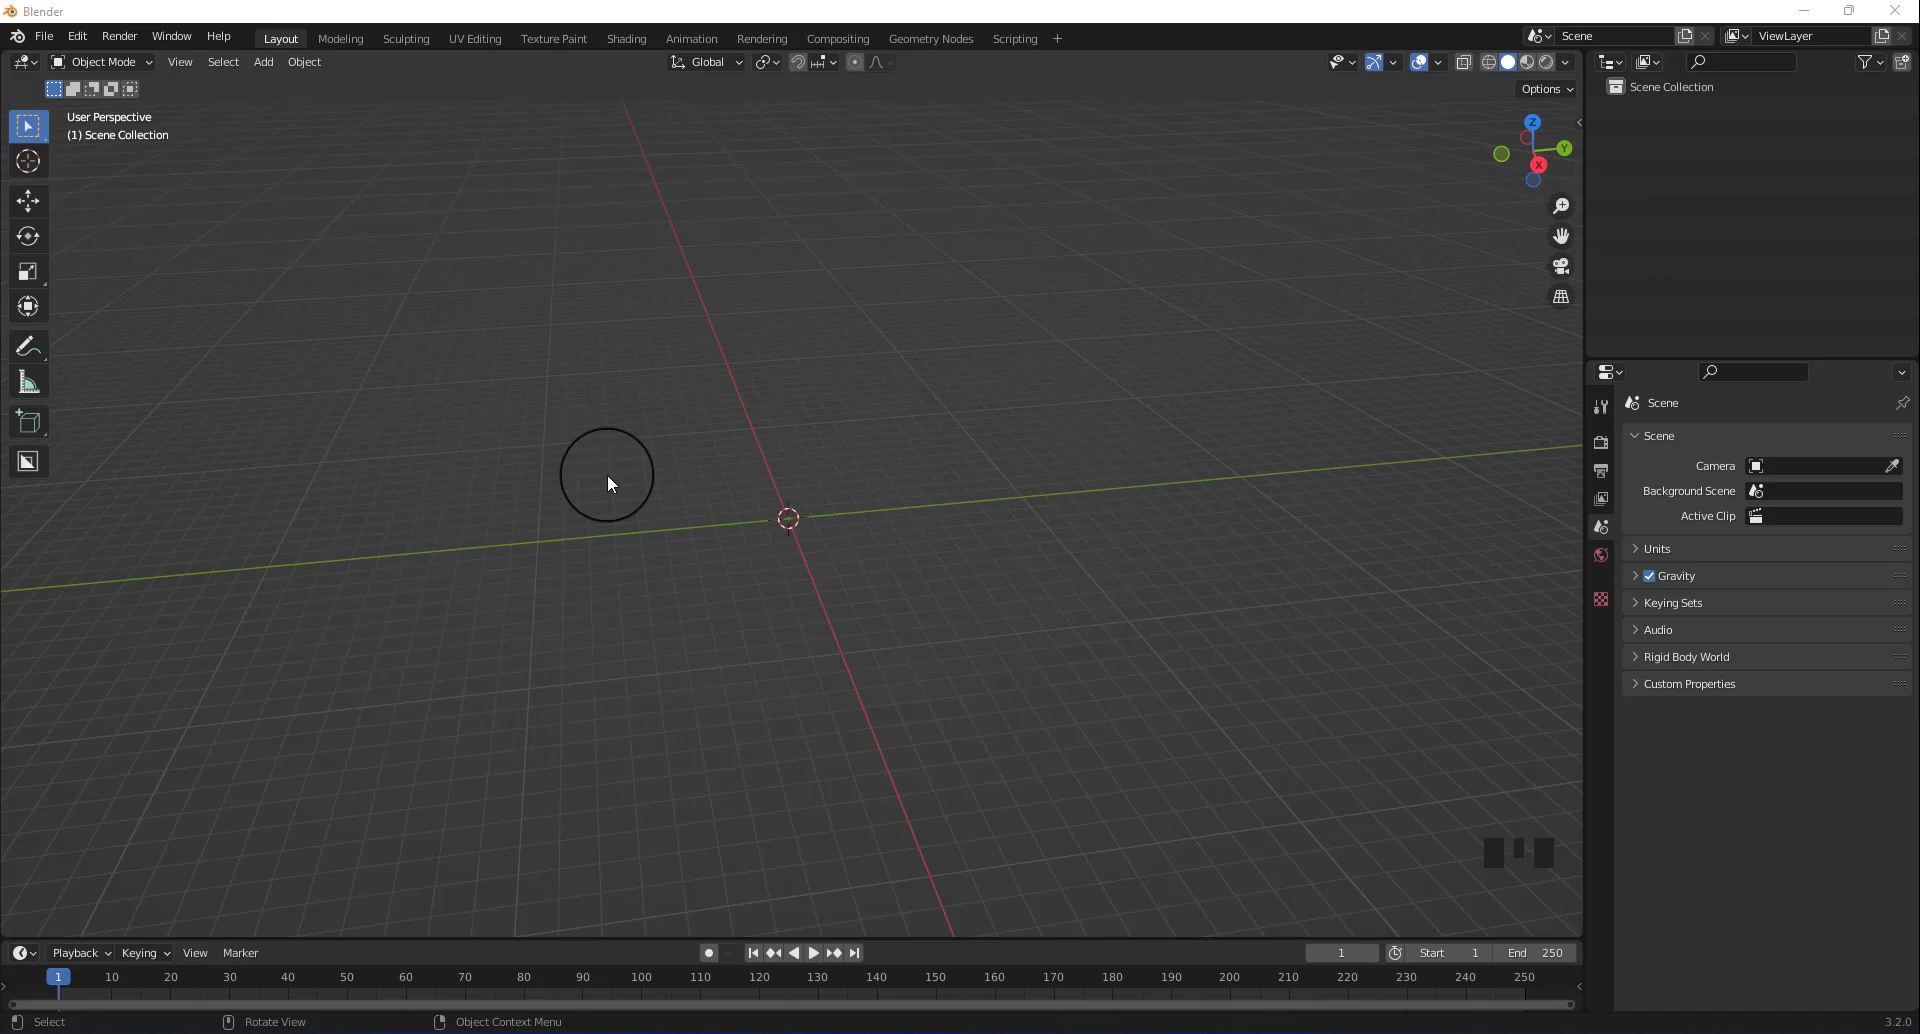 Blender
File Edit Render Window Help Layout Modeling Sculpting UV Editing Texture Paint Shading Animation Rendering Compositing Geometry Nodes Scripting + Scene ViewLayer
Object Mode View Select Add Object Global
Options
User Perspective
(1) Scene Collection
Z
Y
X
Scene Collection
Scene
Scene
Camera
Background Scene
Active Clip
Units
Gravity
Keying Sets
Audio
Rigid Body World
Custom Properties
Playback Keying View Marker 1 Start 1 End 250
1 10 20 30 40 50 60 70 80 90 100 110 120 130 140 150 160 170 180 190 200 210 220 230 240 250
Select Rotate View Object Context Menu 3.2.0